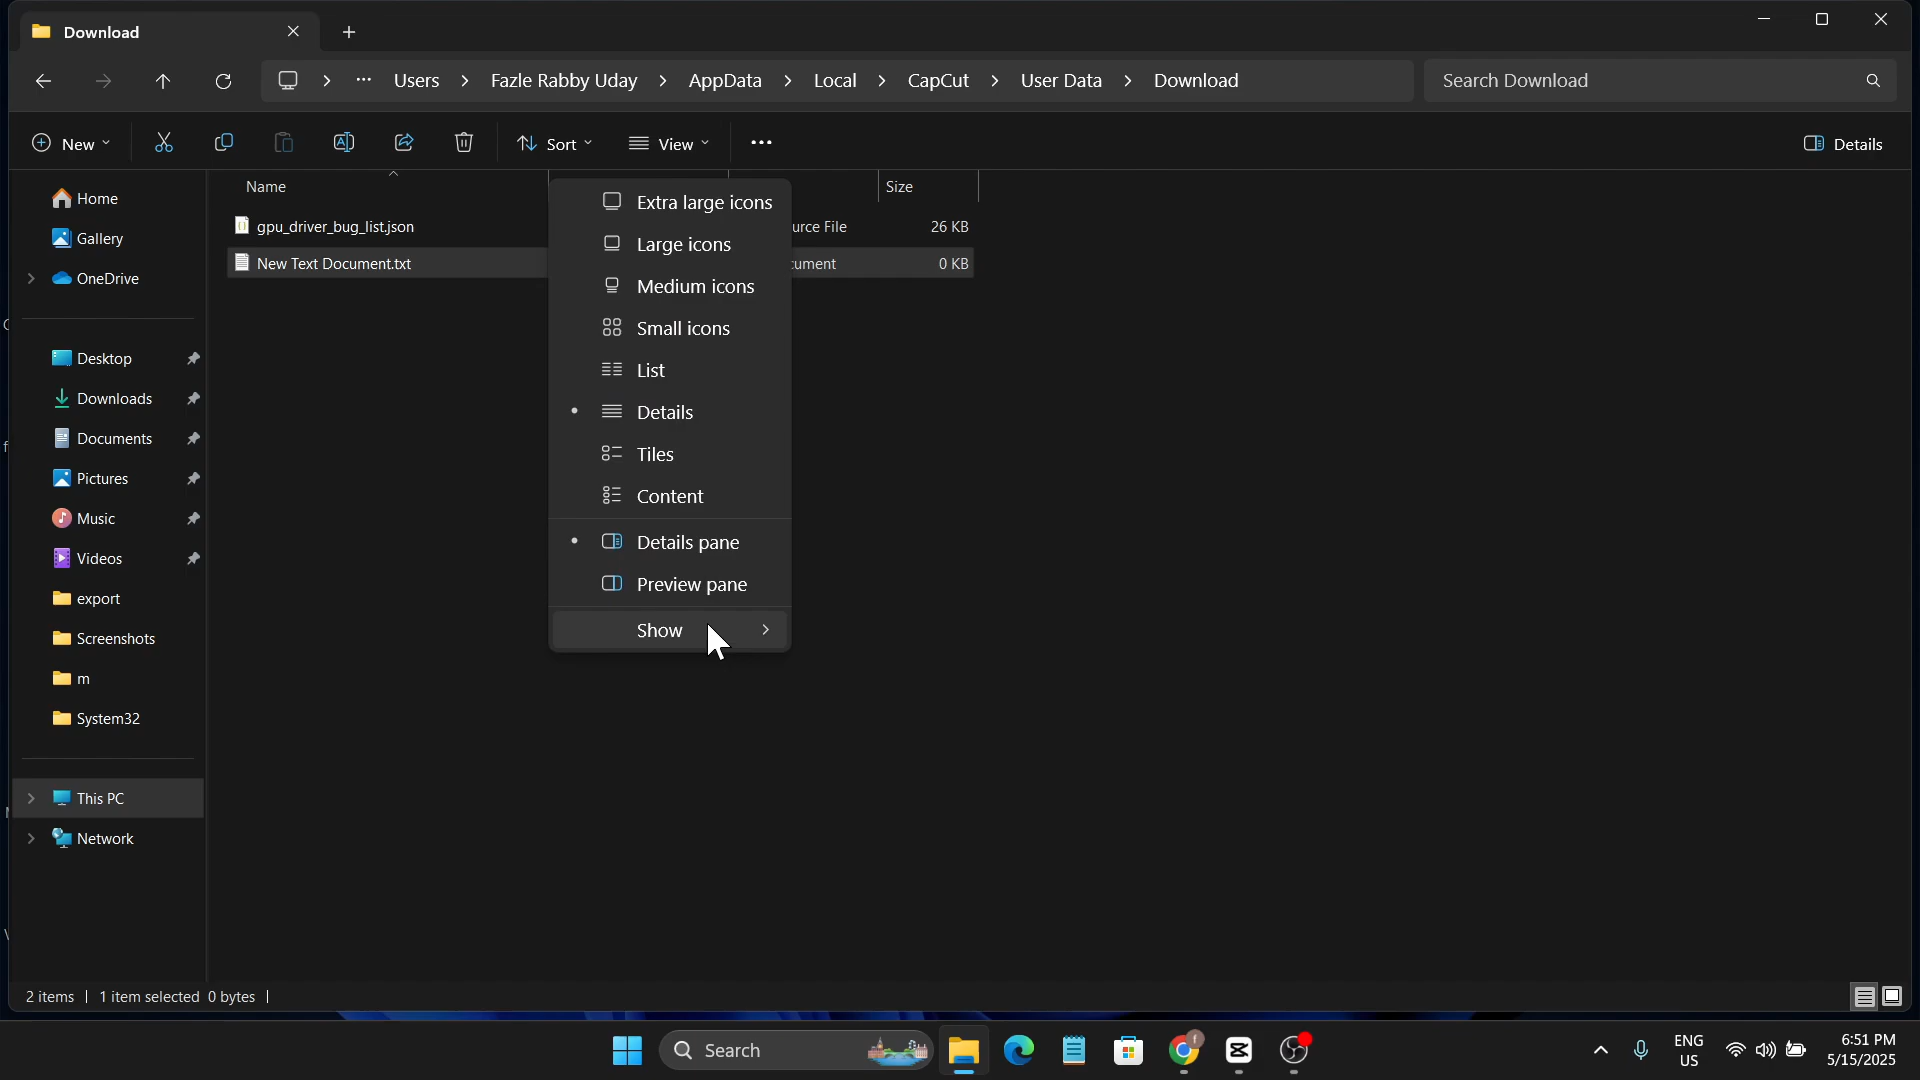 Download
Users > Fazle Rabby Uday > AppData > Local > CapCut > User Data > Download
Search Download
New
Sort
View
Details
Name
Size
gpu_driver_bug_list.json
urce File
26 KB
New Text Document.txt
cument
0 KB
Extra large icons
Large icons
Medium icons
Small icons
List
Details
Tiles
Content
Details pane
Preview pane
Show
Home
Gallery
OneDrive
Desktop
Downloads
Documents
Pictures
Music
Videos
export
Screenshots
m
System32
This PC
Network
2 items | 1 item selected 0 bytes |
Search
ENG
US
6:51 PM
5/15/2025